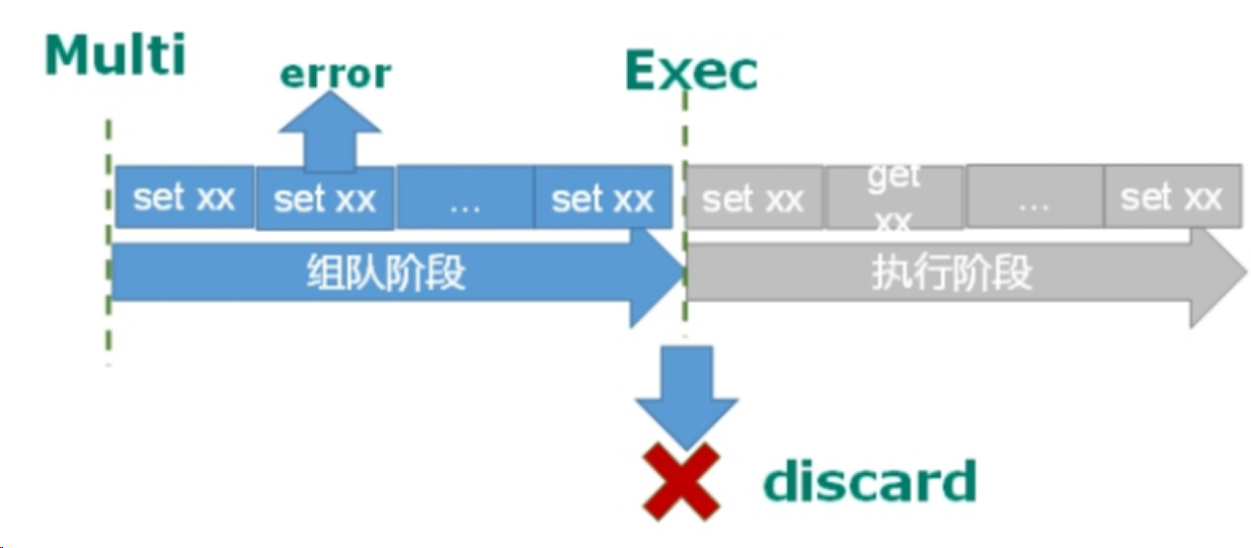 Multi
error
Exec
set xx
set xx
...
set xx
set xx
get
xx
...
set xx
组队阶段
执行阶段
discard